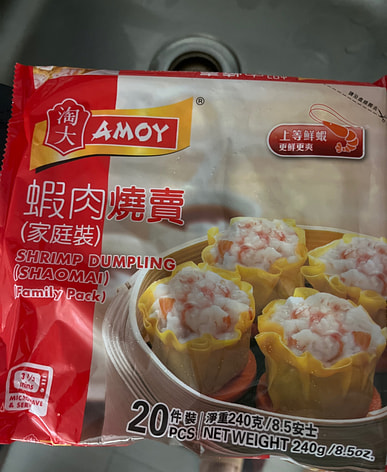 淘大
AMOY
®
上等鮮蝦
更鮮更爽
蝦肉燒賣
(家庭裝)
SHRIMP DUMPLING
(SHAOMAI)
(Family Pack)
MICROWAVE
& SERVE
20件裝 淨重240克/8.5安士
PCS NETWEIGHT 240g/8.5oz.